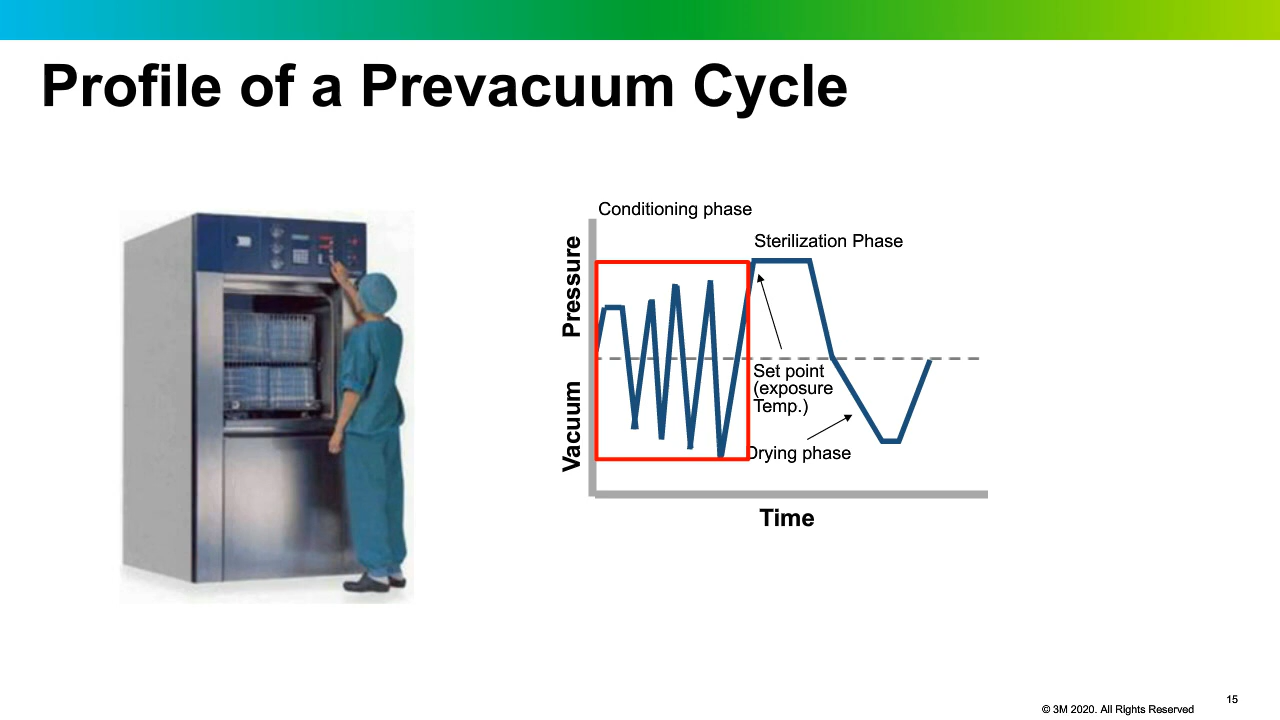 Profile of a Prevacuum Cycle
Conditioning phase
Sterilization Phase
Pressure
Vacuum
Set point
(exposure
Temp.)
Drying phase
Time
15
© 3M 2020. All Rights Reserved